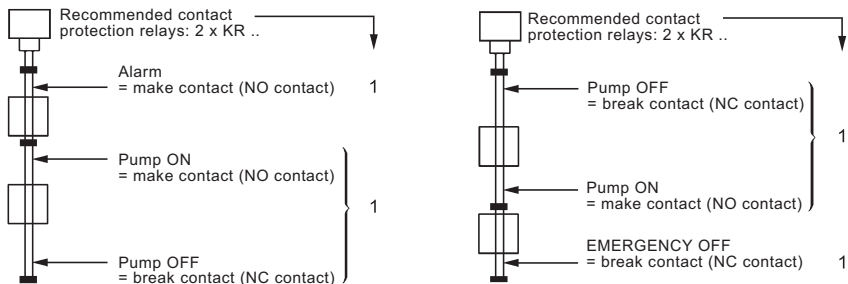 Recommended contact
protection relays: 2 x KR ..
Alarm
= make contact (NO contact)
1
Pump ON
= make contact (NO contact)
1
Pump OFF
= break contact (NC contact)
Recommended contact
protection relays: 2 x KR ..
Pump OFF
= break contact (NC contact)
1
Pump ON
= make contact (NO contact)
EMERGENCY OFF
= break contact (NC contact)
1